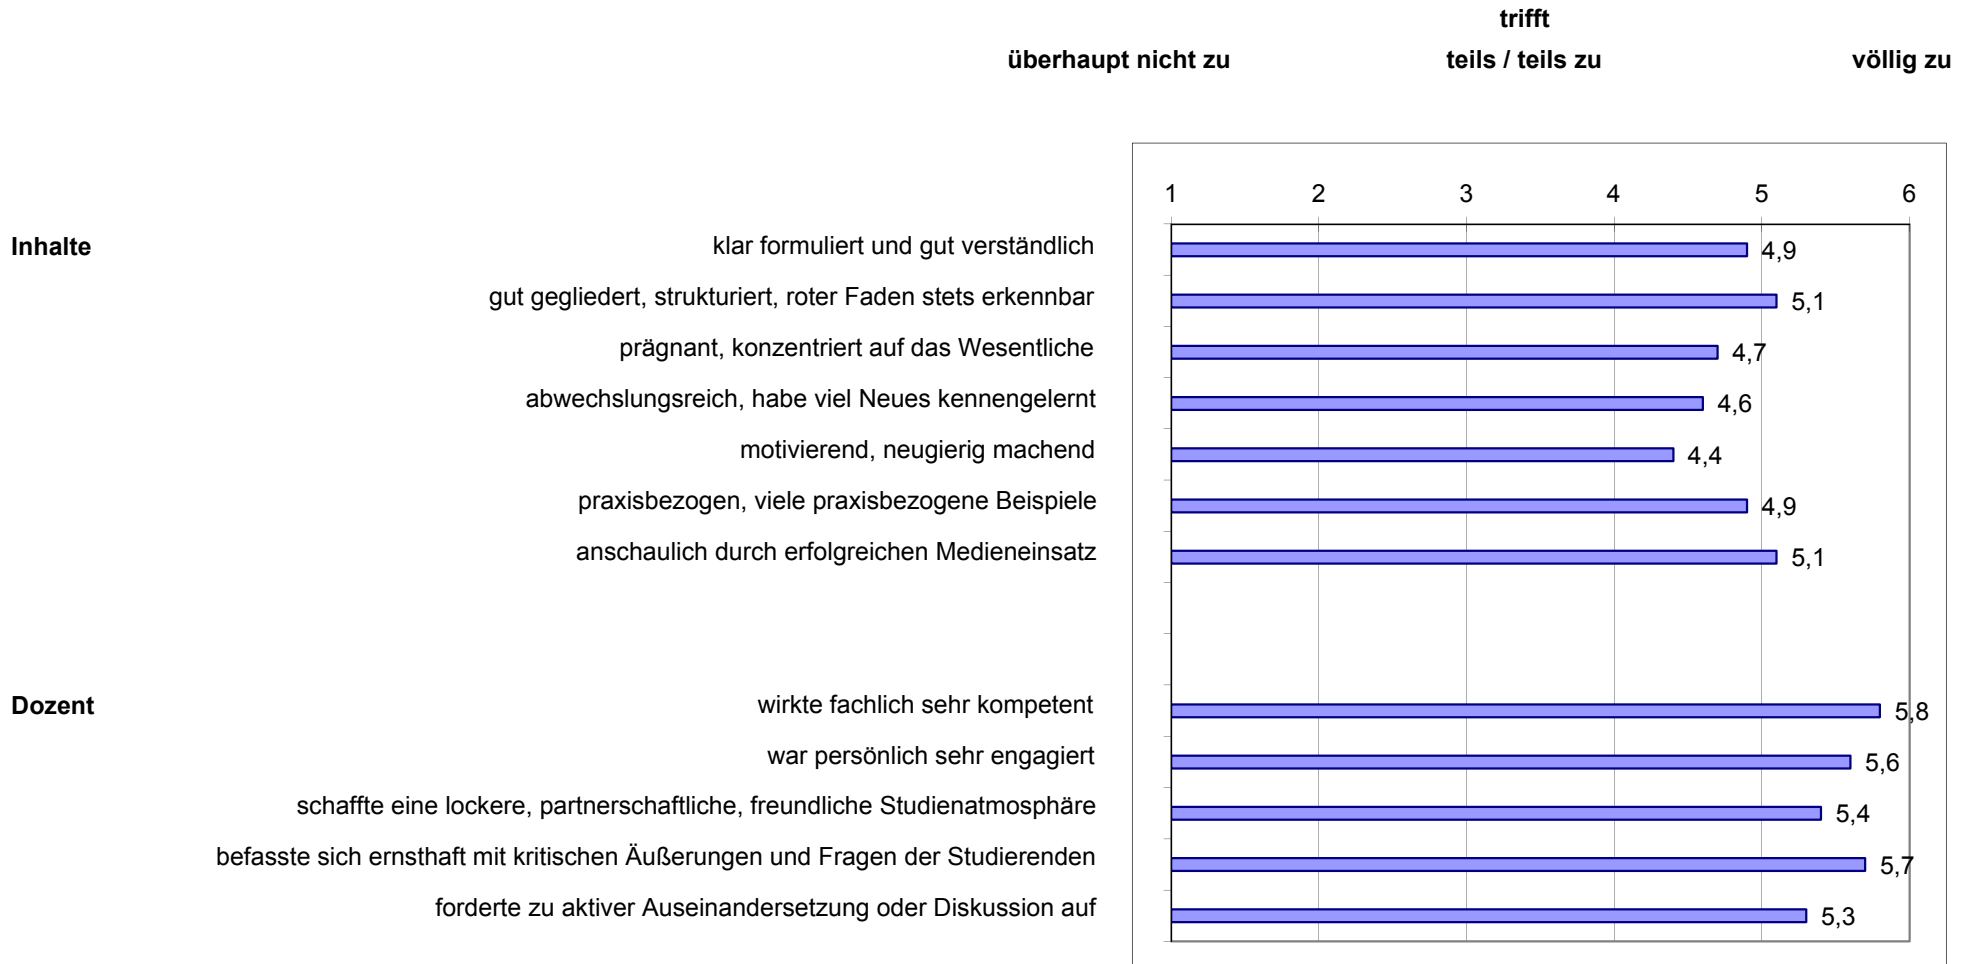 trifft
überhaupt nicht zu teils / teils zu völlig zu
1 2 3 4 5 6
Inhalte klar formuliert und gut verständlich 4,9
gut gegliedert, strukturiert, roter Faden stets erkennbar 5,1
prägnant, konzentriert auf das Wesentliche 4,7
abwechslungsreich, habe viel Neues kennengelernt 4,6
motivierend, neugierig machend 4,4
praxisbezogen, viele praxisbezogene Beispiele 4,9
anschaulich durch erfolgreichen Medieneinsatz 5,1
Dozent wirkte fachlich sehr kompetent 5,8
war persönlich sehr engagiert 5,6
schaffte eine lockere, partnerschaftliche, freundliche Studienatmosphäre 5,4
befasste sich ernsthaft mit kritischen Äußerungen und Fragen der Studierenden 5,7
forderte zu aktiver Auseinandersetzung oder Diskussion auf 5,3